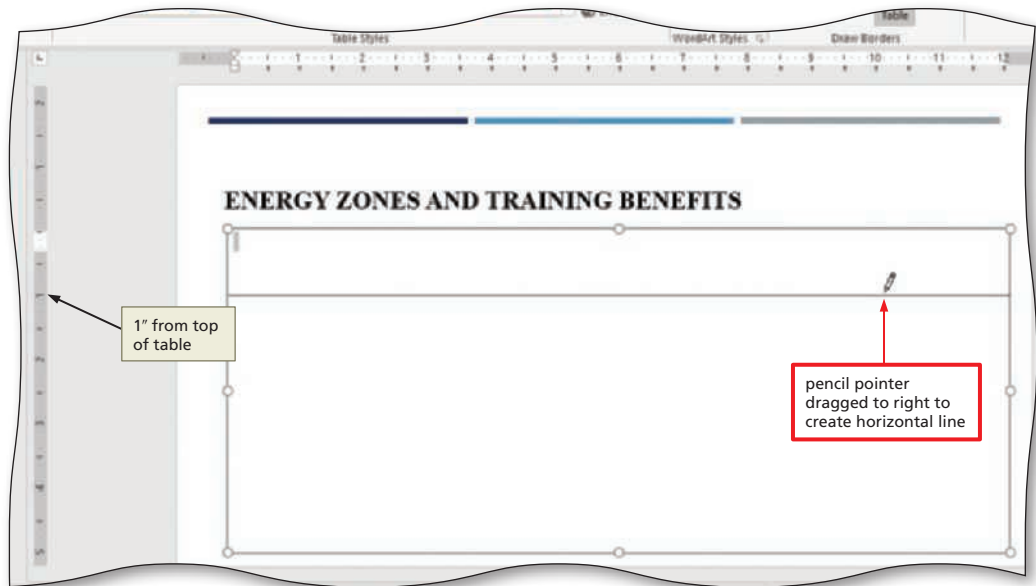 Table
Table Styles
WordArt Styles
Draw Borders
1 2 3 4 5 6 7 8 9 10 11 12
ENERGY ZONES AND TRAINING BENEFITS
1″ from top
of table
pencil pointer
dragged to right to
create horizontal line